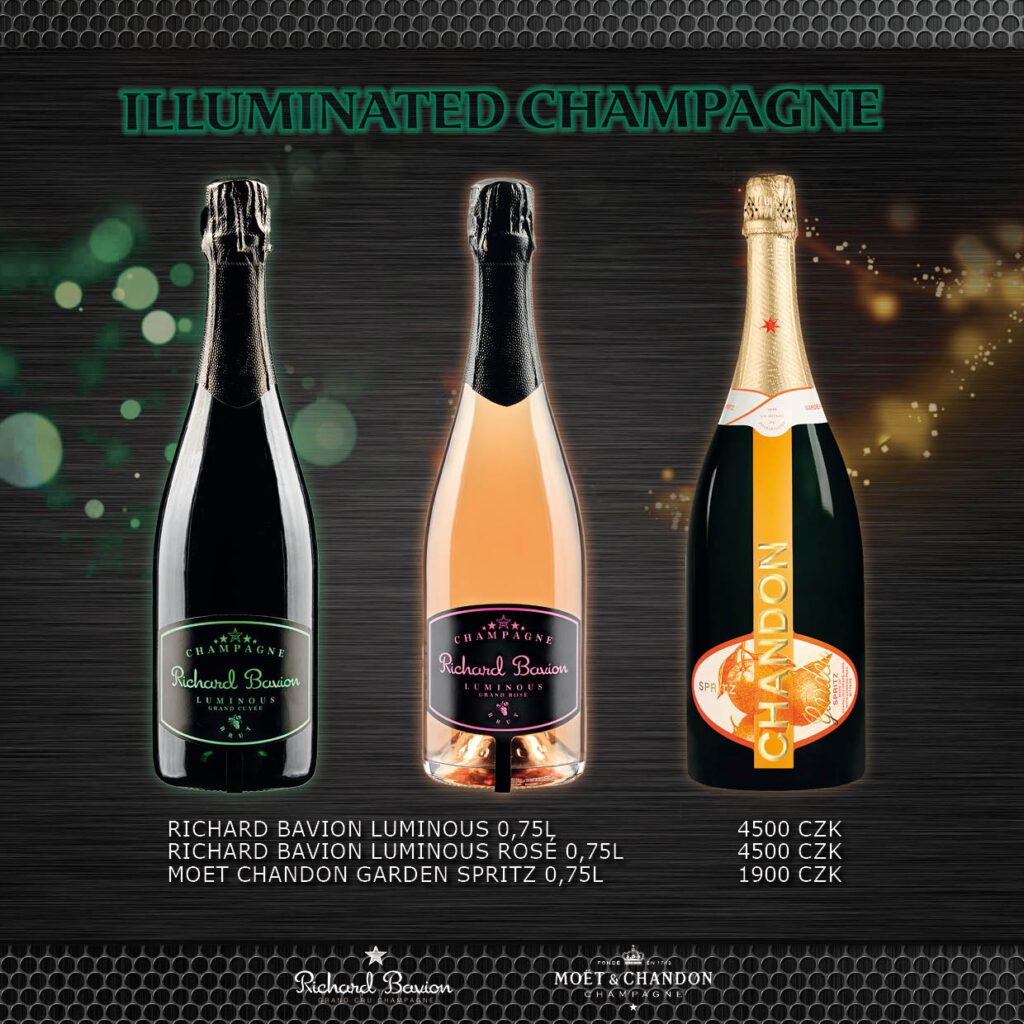 ILLUMINATED CHAMPAGNE
CHAMPAGNE
Richard Bavion
LUMINOUS
GRAND CUVÉE
BRUT
CHAMPAGNE
Richard Bavion
LUMINOUS
GRAND ROSÉ
BRUT
CHANDON
SPRITZ
Garden
SPRITZ
RICHARD BAVION LUMINOUS 0,75L 4500 CZK
RICHARD BAVION LUMINOUS ROSÉ 0,75L 4500 CZK
MOET CHANDON GARDEN SPRITZ 0,75L 1900 CZK
Richard Bavion
GRAND CRU CHAMPAGNE
FONDÉ EN 1743
MOËT & CHANDON
CHAMPAGNE